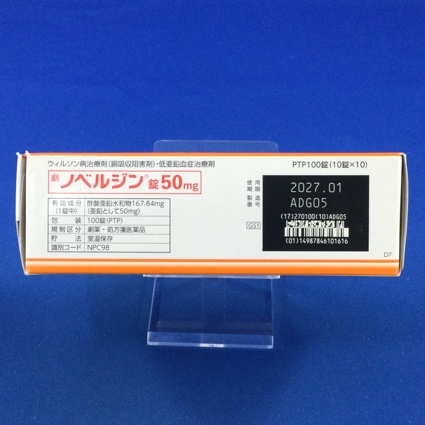 ウィルソン病治療剤(銅吸収阻害剤)・低亜鉛血症治療剤
PTP100錠(10錠×10)
劇 ノベルジン®錠50mg
有効成分(1錠中) 酢酸亜鉛水和物167.84mg(亜鉛として50mg)
包装 100錠(PTP)
規制区分 劇薬・処方箋医薬品
貯法 室温保存
識別コード NPC98
使用期限 2027.01
製造番号 ADG05
(17)270100(10)ADG05
G01
(01)14987846101616
D7